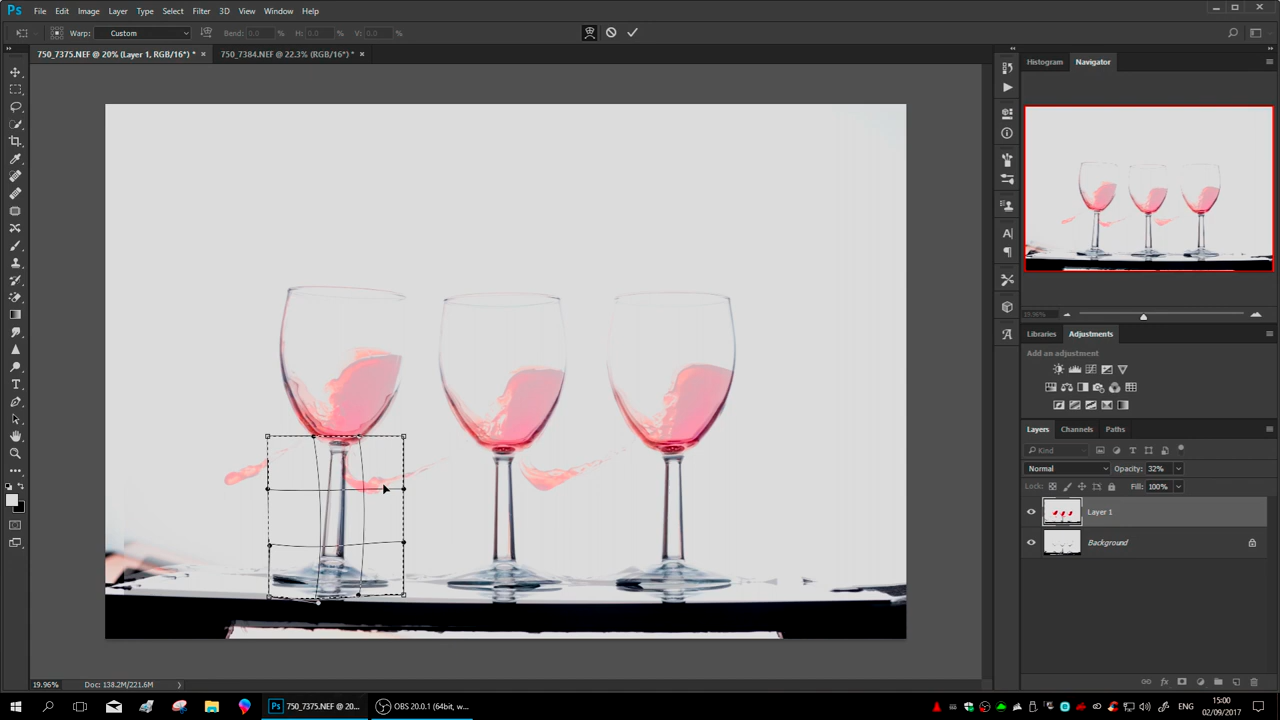 Ps File Edit Image Layer Type Select Filter 3D View Window Help
Warp: Custom Bend: 0.0 % H: 0.0 % V: 0.0 %
750_7375.NEF @ 20% (Layer 1, RGB/16*) * × 750_7384.NEF @ 22.3% (RGB/16*) * ×
Histogram Navigator
19.96%
Libraries Adjustments
Add an adjustment
Layers Channels Paths
Kind
Normal Opacity: 32%
Lock: Fill: 100%
Layer 1
Background
19.96% Doc: 138.2M/221.6M
Ps 750_7375.NEF @ 20... OBS 20.0.1 (64bit, w... ENG 15:00
02/09/2017